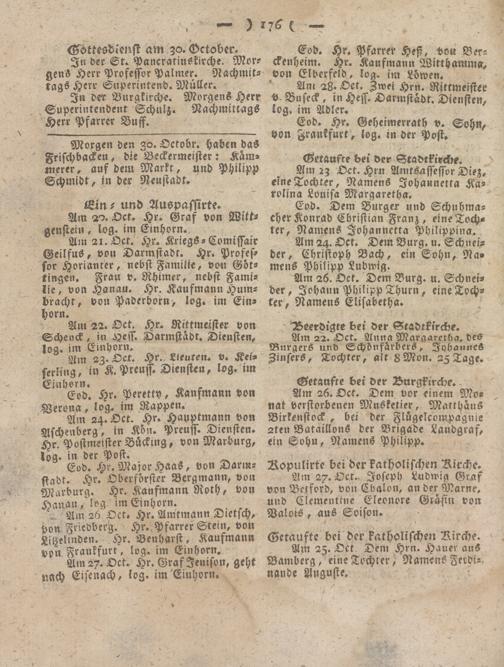 — ) 176 ( —
Gottesdienst am 30. October.
In der St. Pancratiuskirche. Mor-
gens Herr Professor Palmer. Nachmit-
tags Herr Superintend. Müller.
In der Burgkirche. Morgens Herr
Superintendent Schulz. Nachmittags
Herr Pfarrer Buff.
Morgen den 30. Octobr. haben das
Frischbacken, die Beckermeister: Käm-
merer, auf dem Markt, und Philipp
Schmidt, in der Neustadt.
Ein- und Auspassirte.
Am 20. Oct. Hr. Graf von Witt-
genstein, log. im Einhorn.
Am 21. Oct. Hr. Kriegs-Comissair
Geilfus, von Darmstadt. Hr. Profes-
sor Horianter, nebst Familie, von Göt-
tingen. Frau v. Rhimer, nebst Fami-
lie, von Hanau. Hr. Kaufmann Hum-
bracht, von Paderborn, log. im Ein-
horn.
Am 22. Oct. Hr. Rittmeister von
Schenck, in Hess. Darmstädt. Diensten,
log. im Einhorn.
Am 23. Oct. Hr. Lieuten. v. Kei-
serling, in K. Preuss. Diensten, log. im
Einhorn.
Eod. Hr. Peretty, Kaufmann von
Verona, log. im Rappen.
Am 24. Oct. Hr. Hauptmann von
Aschenberg, in Kön. Preuss. Diensten.
Hr. Postmeister Bücking, von Marburg,
log. in der Post.
Eod. Hr. Major Haas, von Darm-
stadt. Hr. Oberförster Bergmann, von
Marburg. Hr. Kaufmann Roth, von
Hanau, log. im Einhorn.
Am 26 Oct. Hr. Amtmann Dietsch,
von Friedberg. Hr. Pfarrer Stein, von
Lizelinden. Hr. Benharst, Kaufmann
von Frankfurt, log. im Einhorn.
Am 27. Oct. Hr. Graf Jenison, geht
nach Eisenach, log. im Einhorn.
Eod. Hr. Pfarrer Heß, von Ber-
ckenheim. Hr. Kaufmann Witthamina,
von Elberfeld, log. im Löwen.
Am 28. Oct. Zwei Hrn. Rittmeister
v. Buseck, in Hess. Darmstädt. Diensten,
log. im Adler.
Eod. Hr. Geheimerrath v. Sohn,
von Frankfurt, log. in der Post.
Getaufte bei der Stadtkirche.
Am 23 Oct. Hrn Amtsassessor Diez,
eine Tochter, Namens Johannetta Ka-
rolina Louisa Margaretha.
Eod. Dem Burger und Schuhma-
cher Konrad Christian Franz, eine Toch-
ter, Namens Johannetta Philippina.
Am 24. Oct. Dem Burg. u. Schnei-
der, Christoph Bach, ein Sohn, Na-
mens Philipp Ludwig.
Am 26. Oct. Dem Burg. u. Schnei-
der, Johann Philipp Thurn, eine Toch-
ter, Namens Elisabetha.
Beerdigte bei der Stadtkirche.
Am 22. Oct. Anna Margaretha, des
Burgers und Schönfärbers, Johannes
Zinsers, Tochter, alt 8 Mon. 25 Tage.
Getaufte bei der Burgkirche.
Am 26. Oct. Dem vor einem Mo-
nat verstorbenen Musketier, Matthäus
Birkenstock, bei der Flügelcompagnie
2ten Bataillons der Brigade Landgraf,
ein Sohn, Namens Philipp.
Kopulirte bei der katholischen Kirche.
Am 27. Oct. Joseph Ludwig Graf
von Betford, von Chalon, an der Marne,
und Clementine Eleonore Gräfin von
Valois, aus Soison.
Getaufte bei der katholischen Kirche.
Am 25. Oct. Dem Hrn. Hauer aus
Bamberg, eine Tochter, Namens Ferdi-
nande Auguste.